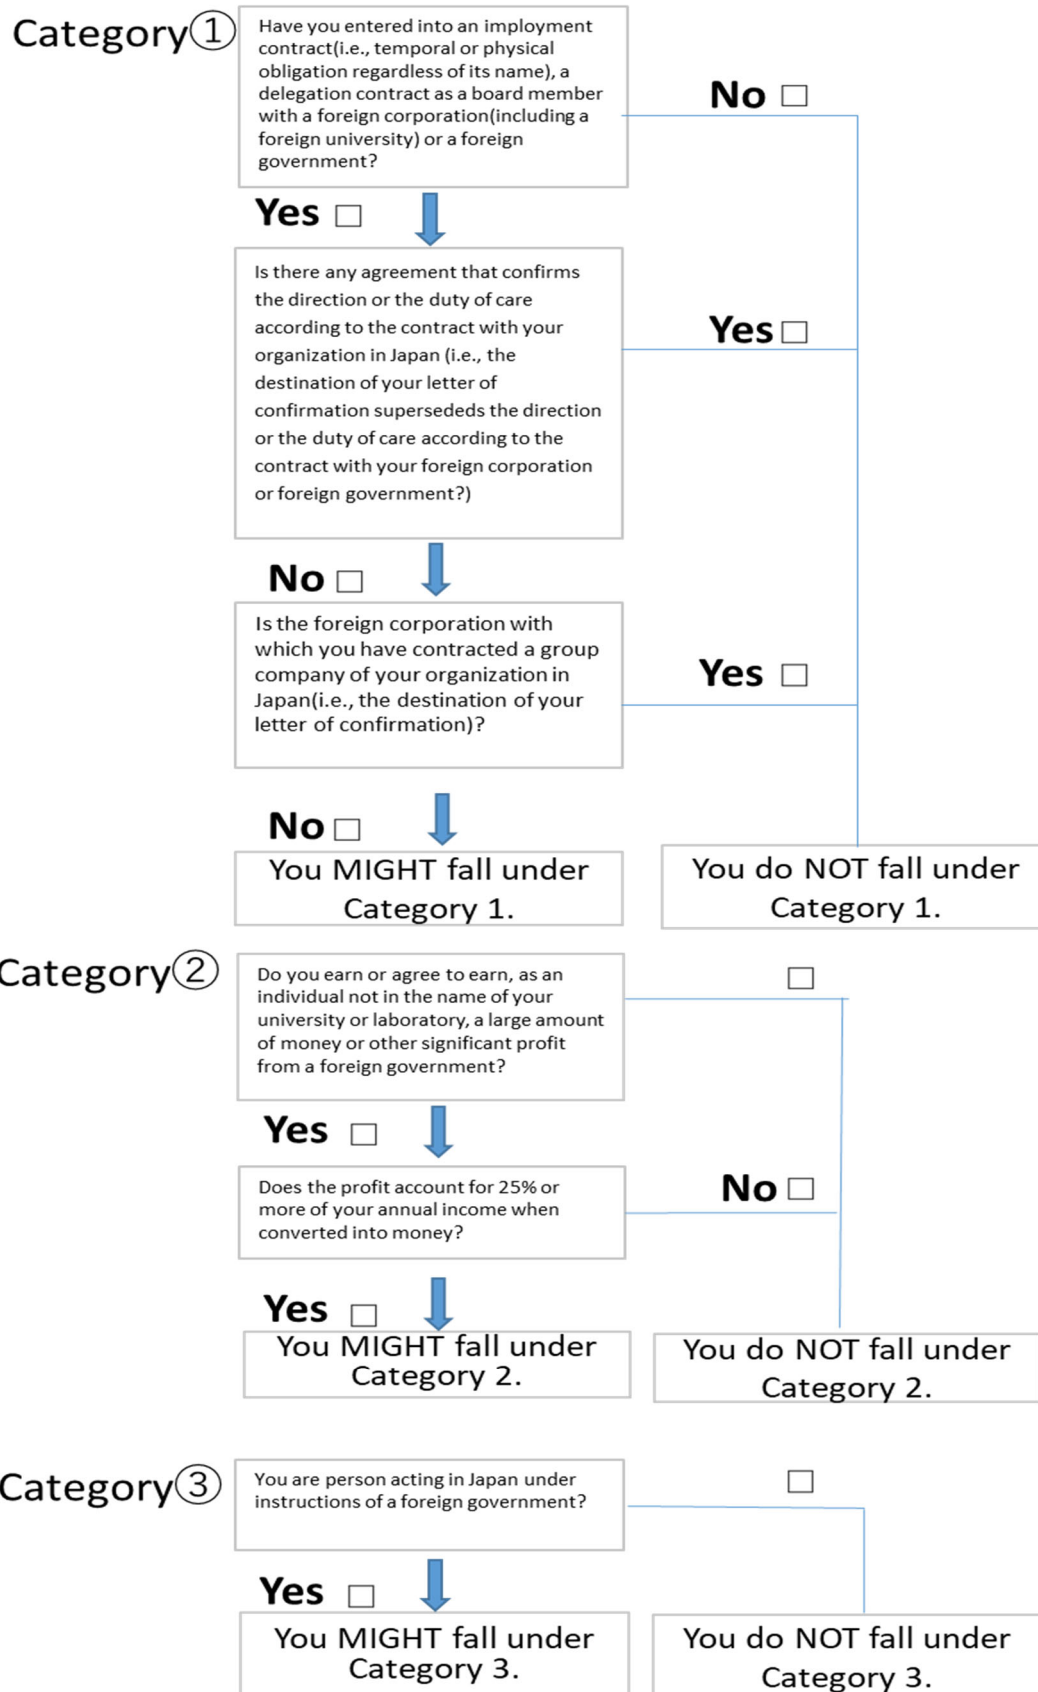 Category①
Have you entered into an imployment
contract(i.e., temporal or physical
obligation regardless of its name), a
delegation contract as a board member
with a foreign corporation(including a
foreign university) or a foreign
government?
No □
Yes □
Is there any agreement that confirms
the direction or the duty of care
according to the contract with your
organization in Japan (i.e., the
destination of your letter of
confirmation supersededs the direction
or the duty of care according to the
contract with your foreign corporation
or foreign government?)
Yes □
No □
Is the foreign corporation with
which you have contracted a group
company of your organization in
Japan(i.e., the destination of your
letter of confirmation)?
Yes □
No □
You MIGHT fall under
Category 1.
You do NOT fall under
Category 1.
Category②
Do you earn or agree to earn, as an
individual not in the name of your
university or laboratory, a large amount
of money or other significant profit
from a foreign government?
□
Yes □
Does the profit account for 25% or
more of your annual income when
converted into money?
No □
Yes □
You MIGHT fall under
Category 2.
You do NOT fall under
Category 2.
Category③
You are person acting in Japan under
instructions of a foreign government?
□
Yes □
You MIGHT fall under
Category 3.
You do NOT fall under
Category 3.